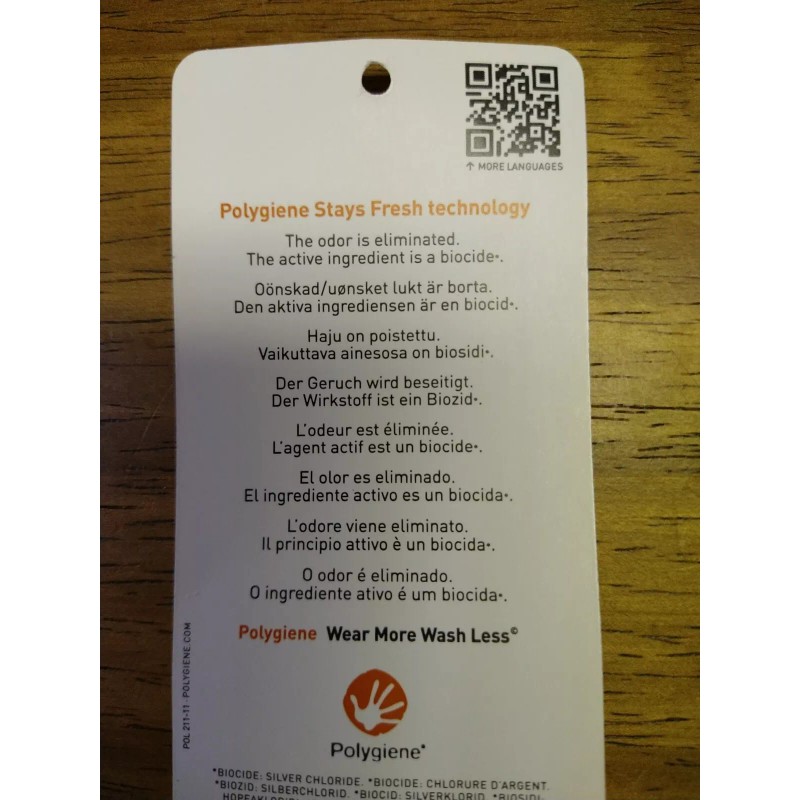 ↑ MORE LANGUAGES
Polygiene Stays Fresh technology
The odor is eliminated.
The active ingredient is a biocide*.
Oönskad/uønsket lukt är borta.
Den aktiva ingrediensen är en biocid*.
Haju on poistettu.
Vaikuttava ainesosa on biosidi*.
Der Geruch wird beseitigt.
Der Wirkstoff ist ein Biozid*.
L'odeur est éliminée.
L'agent actif est un biocide*.
El olor es eliminado.
El ingrediente activo es un biocida*.
L'odore viene eliminato.
Il principio attivo è un biocida*.
O odor é eliminado.
O ingrediente ativo é um biocida*.
Polygiene Wear More Wash Less©
POL 211-11 · POLYGIENE.COM
Polygiene*
*BIOCIDE: SILVER CHLORIDE. *BIOCIDE: CHLORURE D'ARGENT.
*BIOZID: SILBERCHLORID. *BIOCID: SILVERKLORID. *BIOSIDI: